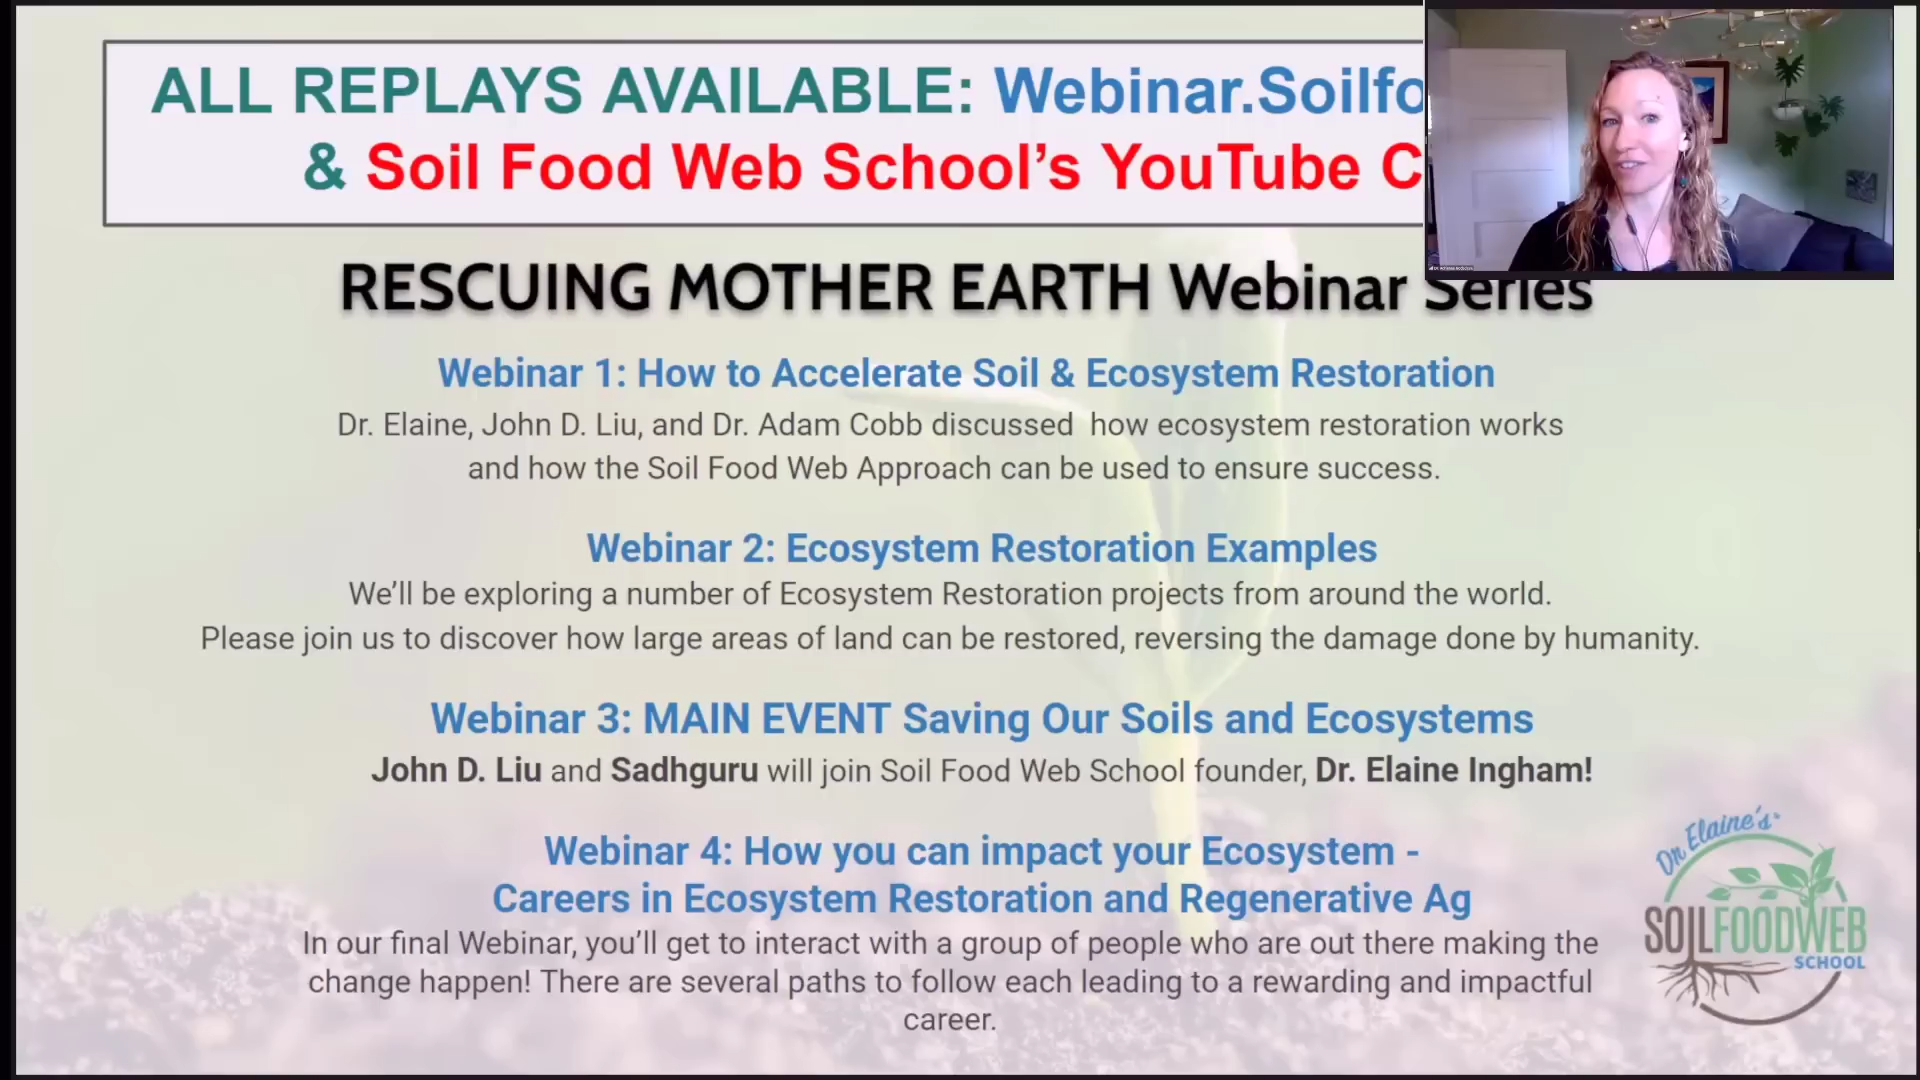 ALL REPLAYS AVAILABLE: Webinar.Soilfo
& Soil Food Web School’s YouTube C
RESCUING MOTHER EARTH Webinar Series
Webinar 1: How to Accelerate Soil & Ecosystem Restoration
Dr. Elaine, John D. Liu, and Dr. Adam Cobb discussed how ecosystem restoration works
and how the Soil Food Web Approach can be used to ensure success.
Webinar 2: Ecosystem Restoration Examples
We’ll be exploring a number of Ecosystem Restoration projects from around the world.
Please join us to discover how large areas of land can be restored, reversing the damage done by humanity.
Webinar 3: MAIN EVENT Saving Our Soils and Ecosystems
John D. Liu and Sadhguru will join Soil Food Web School founder, Dr. Elaine Ingham!
Webinar 4: How you can impact your Ecosystem -
Careers in Ecosystem Restoration and Regenerative Ag
In our final Webinar, you’ll get to interact with a group of people who are out there making the
change happen! There are several paths to follow each leading to a rewarding and impactful
career.
Dr. Elaine's™
SOILFOODWEB
SCHOOL